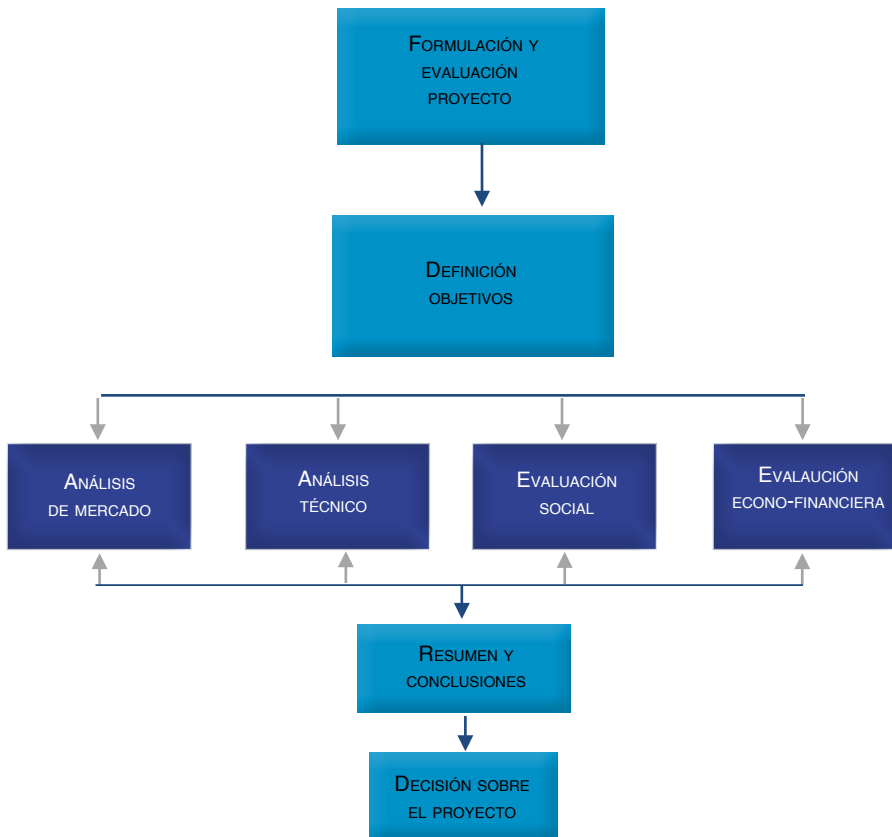 Formulación y
evaluación
proyecto
Definición
objetivos
Análisis
de mercado
Análisis
técnico
Evaluación
social
Evalaución
econo-financiera
Resumen y
conclusiones
Decisión sobre
el proyecto